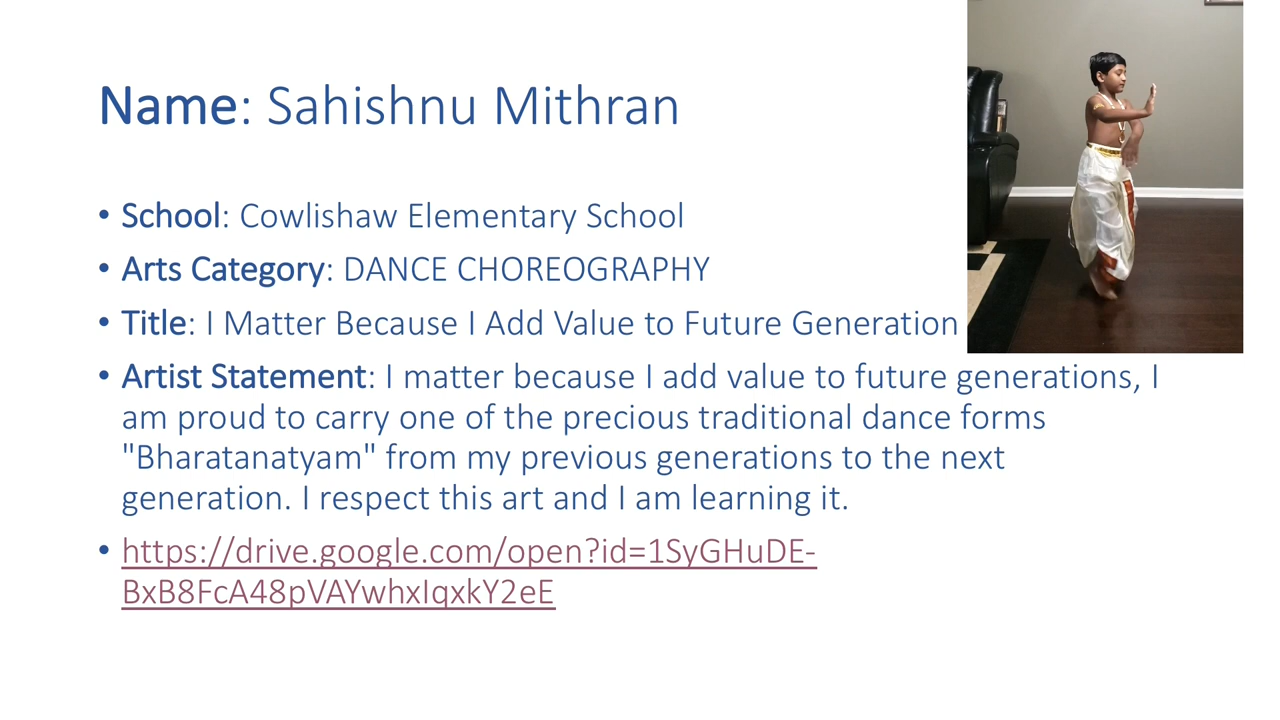 Name: Sahishnu Mithran
• School: Cowlishaw Elementary School
• Arts Category: DANCE CHOREOGRAPHY
• Title: I Matter Because I Add Value to Future Generation
• Artist Statement: I matter because I add value to future generations, I
am proud to carry one of the precious traditional dance forms
"Bharatanatyam" from my previous generations to the next
generation. I respect this art and I am learning it.
• https://drive.google.com/open?id=1SyGHuDE-
BxB8FcA48pVAYwhxIqxkY2eE